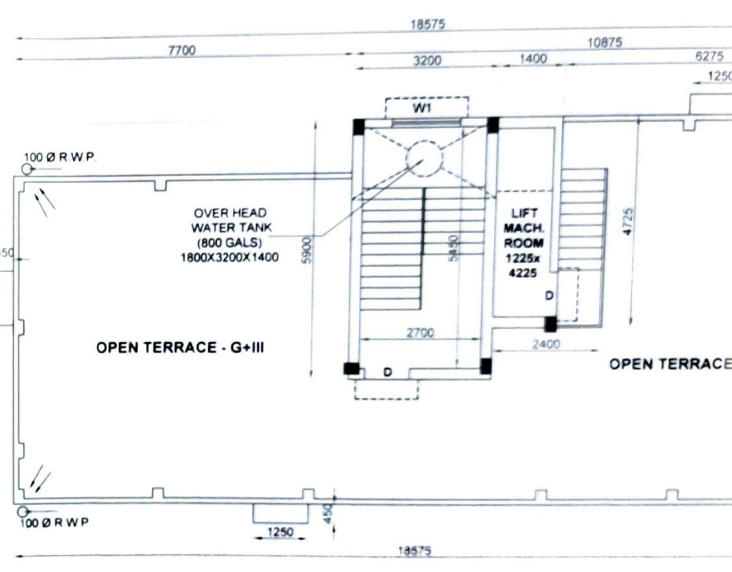 18575
7700
10875
3200
1400
6275
1250
W1
100 Ø R W P.
OVER HEAD
WATER TANK
(800 GALS)
1800X3200X1400
5900
5450
LIFT
MACH.
ROOM
1225x
4225
4725
D
2700
2400
OPEN TERRACE - G+III
D
OPEN TERRACE
100 Ø R W P
1250
450
18575